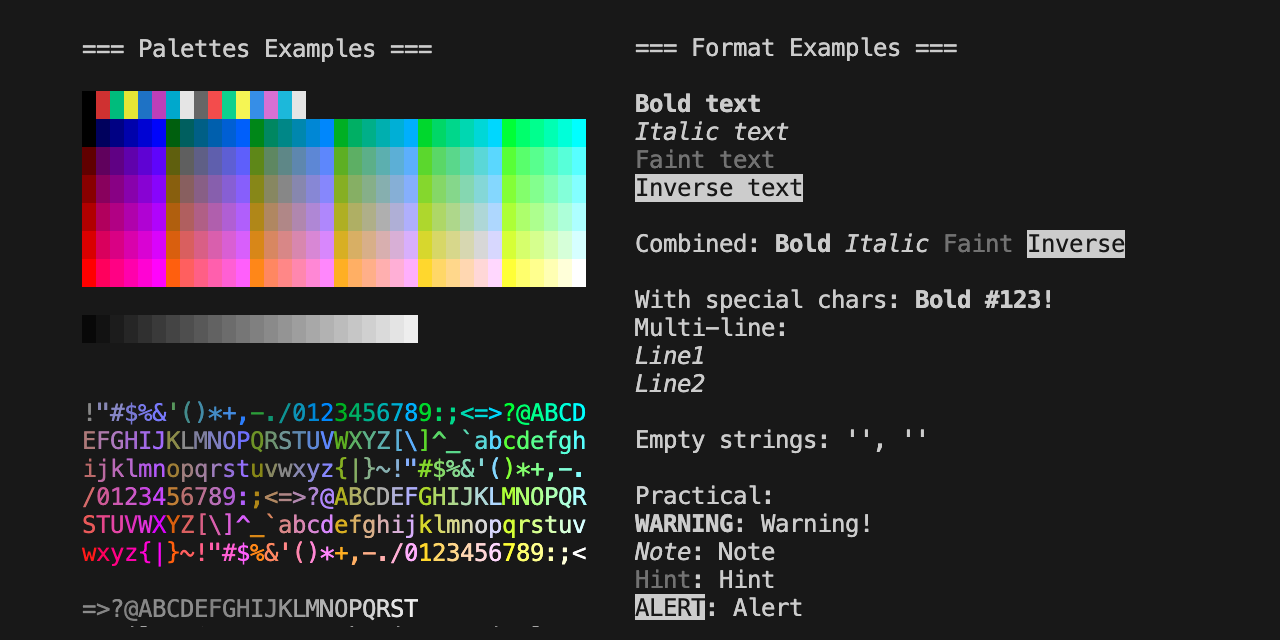 === Palettes Examples ===
!"#$%&'()*+,-./0123456789:;<=>?@ABCD
EFGHIJKLMNOPQRSTUVWXYZ[\]^_`abcdefgh
ijklmnopqrstuvwxyz{|}~!"#$%&'()*+,-.
/0123456789:;<=>?@ABCDEFGHIJKLMNOPQR
STUVWXYZ[\]^_`abcdefghijklmnopqrstuv
wxyz{|}~!"#$%&'()*+,-./0123456789:;<
=>?@ABCDEFGHIJKLMNOPQRST
=== Format Examples ===
Bold text
Italic text
Faint text
Inverse text
Combined: Bold Italic Faint Inverse
With special chars: Bold #123!
Multi-line:
Line1
Line2
Empty strings: '', ''
Practical:
WARNING: Warning!
Note: Note
Hint: Hint
ALERT: Alert